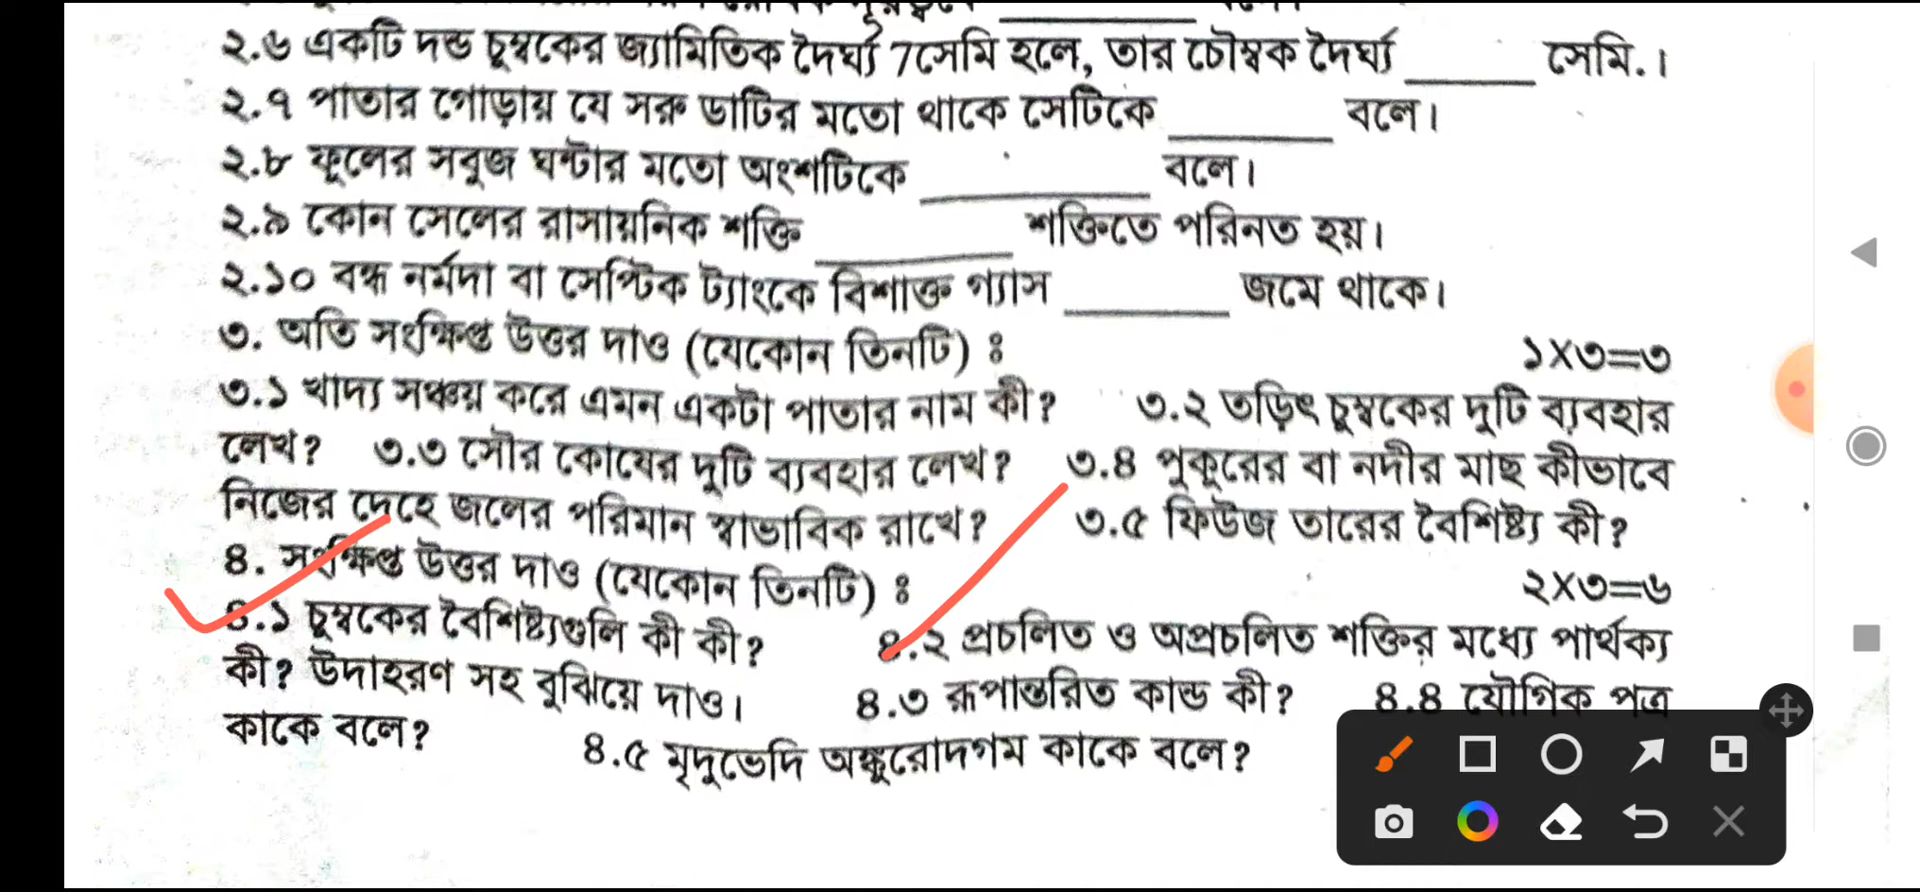 ২.৬ একটি দন্ড চুম্বকের জ্যামিতিক দৈর্ঘ্য 7সেমি হলে, তার চৌম্বক দৈর্ঘ্য ______ সেমি.।
২.৭ পাতার গোড়ায় যে সরু ডাটির মতো থাকে সেটিকে ______ বলে।
২.৮ ফুলের সবুজ ঘন্টার মতো অংশটিকে ______ বলে।
২.৯ কোন সেলের রাসায়নিক শক্তি ______ শক্তিতে পরিনত হয়।
২.১০ বদ্ধ নর্মদা বা সেপ্টিক ট্যাংকে বিশাক্ত গ্যাস ______ জমে থাকে।
৩. অতি সংক্ষিপ্ত উত্তর দাও (যেকোন তিনটি) ঃ ১X৩=৩
৩.১ খাদ্য সঞ্চয় করে এমন একটা পাতার নাম কী? ৩.২ তড়িৎ চুম্বকের দুটি ব্যবহার
লেখ? ৩.৩ সৌর কোষের দুটি ব্যবহার লেখ? ৩.৪ পুকুরের বা নদীর মাছ কীভাবে
নিজের দেহে জলের পরিমান স্বাভাবিক রাখে? ৩.৫ ফিউজ তারের বৈশিষ্ট্য কী?
৪. সংক্ষিপ্ত উত্তর দাও (যেকোন তিনটি) ঃ ২X৩=৬
৪.১ চুম্বকের বৈশিষ্ট্যগুলি কী কী? ৪.২ প্রচলিত ও অপ্রচলিত শক্তির মধ্যে পার্থক্য
কী? উদাহরণ সহ বুঝিয়ে দাও। ৪.৩ রূপান্তরিত কান্ড কী? ৪.৪ যৌগিক পত্র
কাকে বলে? ৪.৫ মৃদুভেদি অঙ্কুরোদগম কাকে বলে?